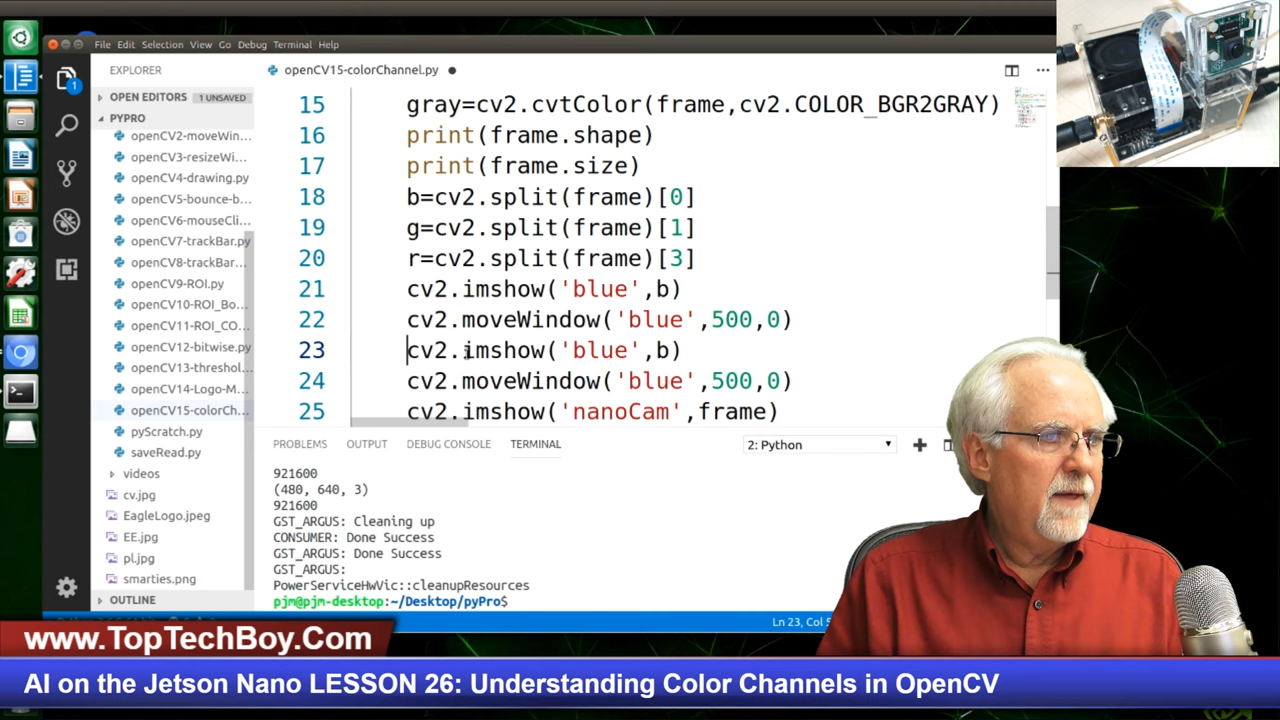 File Edit Selection View Go Debug Terminal Help
EXPLORER
openCV15-colorChannel.py
OPEN EDITORS 1 UNSAVED
PYPRO
openCV2-moveWin...
openCV3-resizeWi...
openCV4-drawing.py
openCV5-bounce-b...
openCV6-mouseCli...
openCV7-trackBar.py
openCV8-trackBar...
openCV9-ROI.py
openCV10-ROI_Bo...
openCV11-ROI_CO...
openCV12-bitwise.py
openCV13-threshol...
openCV14-Logo-M...
openCV15-colorCh...
pyScratch.py
saveRead.py
videos
cv.jpg
EagleLogo.jpeg
EE.jpg
pl.jpg
smarties.png
OUTLINE
15 gray=cv2.cvtColor(frame,cv2.COLOR_BGR2GRAY)
16 print(frame.shape)
17 print(frame.size)
18 b=cv2.split(frame)[0]
19 g=cv2.split(frame)[1]
20 r=cv2.split(frame)[3]
21 cv2.imshow('blue',b)
22 cv2.moveWindow('blue',500,0)
23 cv2.imshow('blue',b)
24 cv2.moveWindow('blue',500,0)
25 cv2.imshow('nanoCam',frame)
PROBLEMS OUTPUT DEBUG CONSOLE TERMINAL 2: Python
921600
(480, 640, 3)
921600
GST_ARGUS: Cleaning up
CONSUMER: Done Success
GST_ARGUS: Done Success
GST_ARGUS:
PowerServiceHwVic::cleanupResources
pjm@pjm-desktop:~/Desktop/pyPro$
Ln 23, Col 5
www.TopTechBoy.Com
AI on the Jetson Nano LESSON 26: Understanding Color Channels in OpenCV